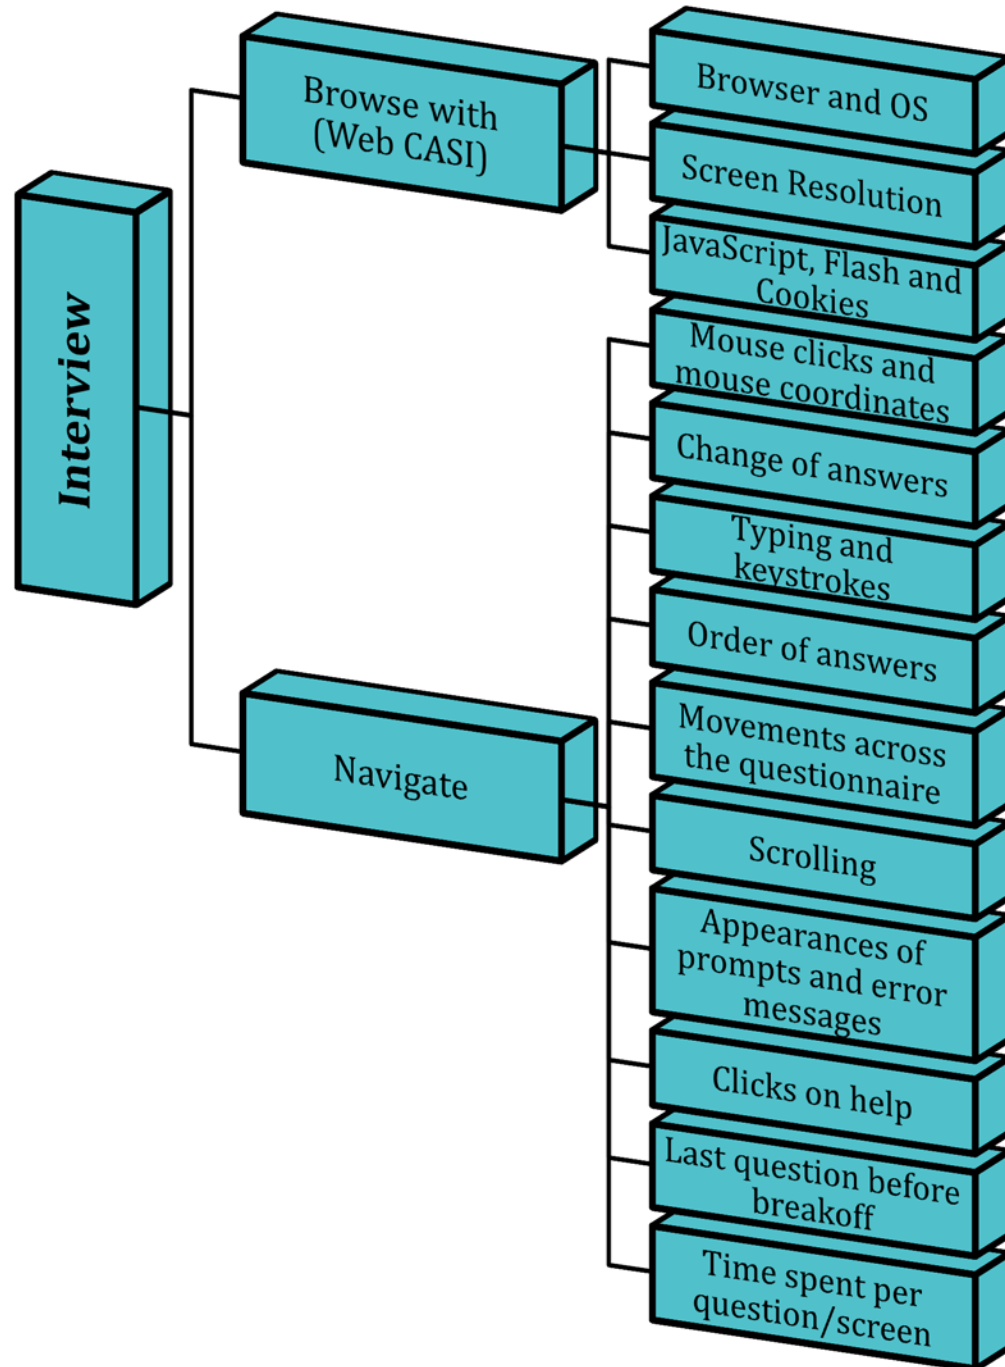 Interview
Browse with
(Web CASI)
Browser and OS
Screen Resolution
JavaScript, Flash and
Cookies
Navigate
Mouse clicks and
mouse coordinates
Change of answers
Typing and
keystrokes
Order of answers
Movements across
the questionnaire
Scrolling
Appearances of
prompts and error
messages
Clicks on help
Last question before
breakoff
Time spent per
question/screen